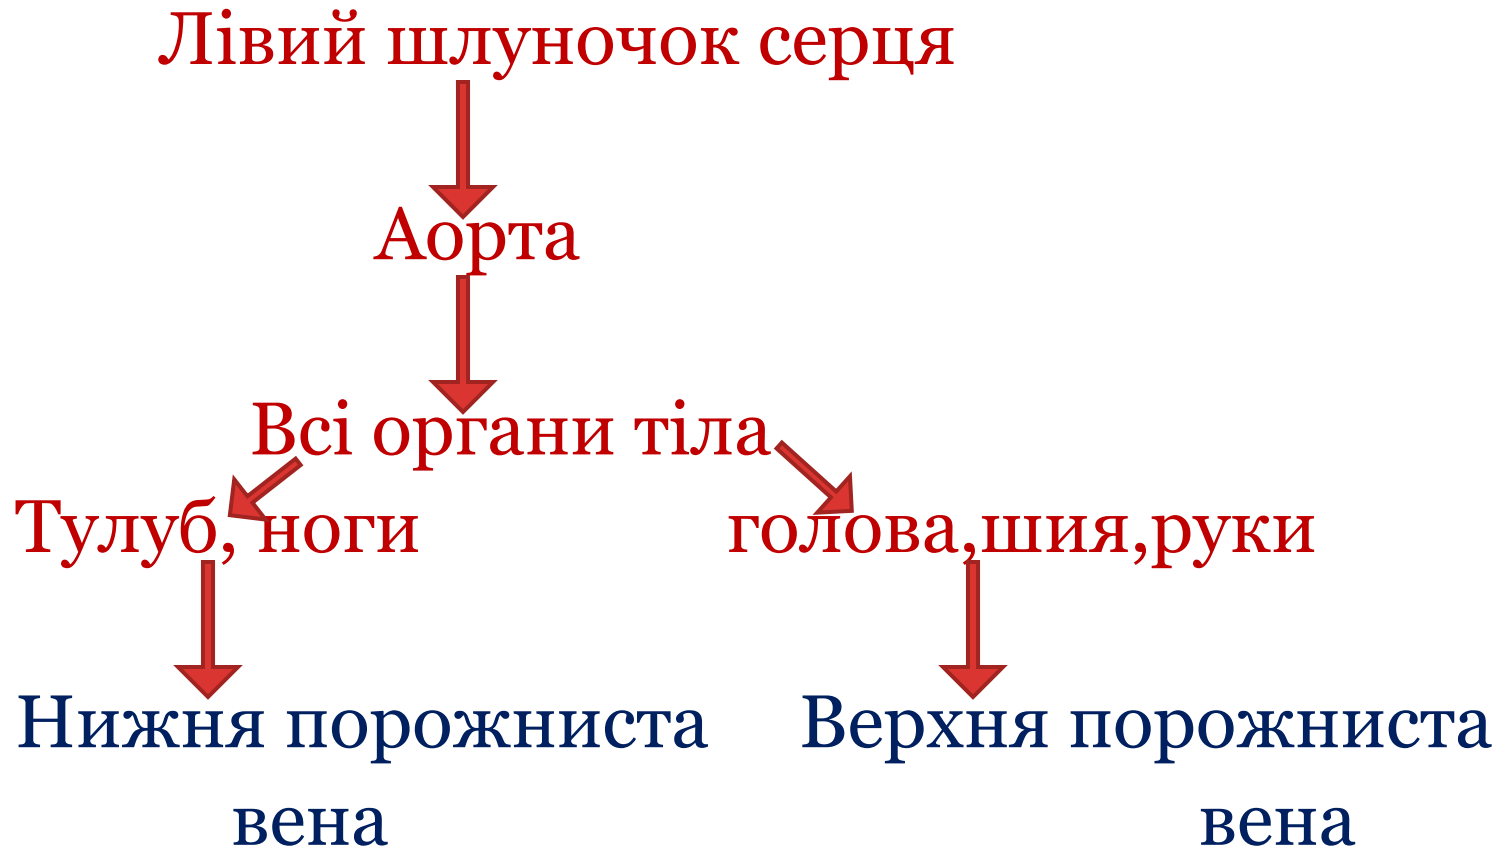 Лівий шлуночок серця
Аорта
Всі органи тіла
Тулуб, ноги
голова,шия,руки
Нижня порожниста
вена
Верхня порожниста
вена